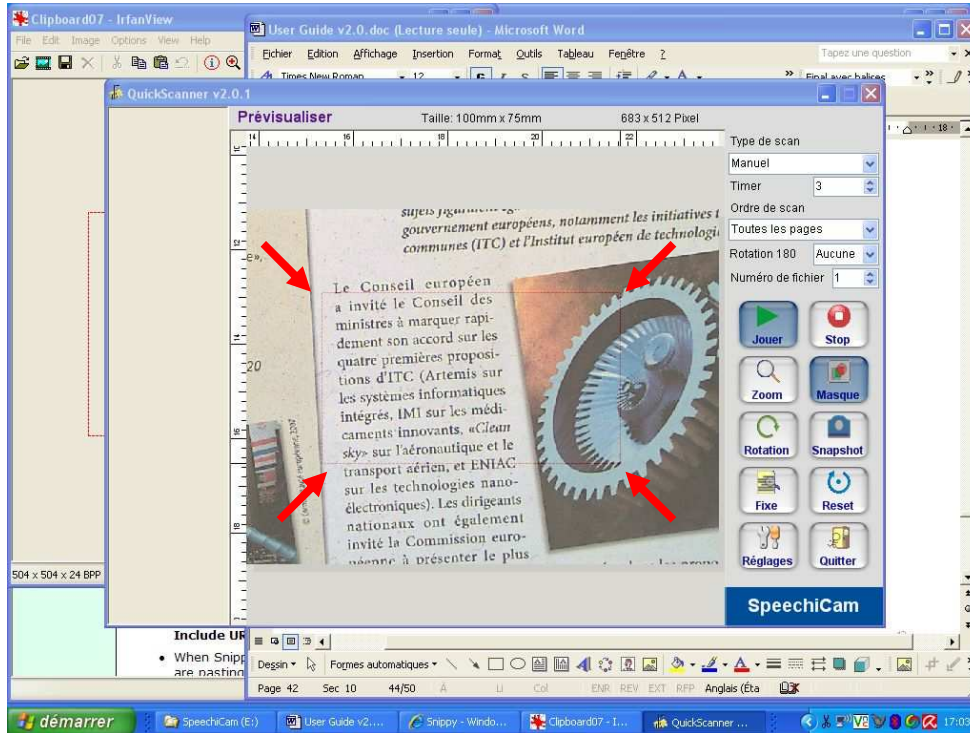 Clipboard07 - IrfanView
File Edit Image Options View Help
User Guide v2.0.doc (Lecture seule) - Microsoft Word
Fichier Edition Affichage Insertion Format Outils Tableau Fenêtre ?
Tapez une question
Times New Roman 12 G I S
Final avec balises
QuickScanner v2.0.1
Prévisualiser Taille: 100mm x 75mm 683 x 512 Pixel
14 16 18 20 22
Type de scan
Manuel
Timer 3
Ordre de scan
Toutes les pages
Rotation 180 Aucune
Numéro de fichier 1
Jouer Stop
Zoom Masque
Rotation Snapshot
Fixe Reset
Réglages Quitter
SpeechiCam
gouvernement européens, notamment les initiatives
communes (ITC) et l'Institut européen de technologi
Le Conseil européen
a invité le Conseil des
ministres à marquer rapi-
dement son accord sur les
quatre premières proposi-
tions d'ITC (Artemis sur
les systèmes informatiques
intégrés, IMI sur les médi-
caments innovants, «Clean
sky» sur l'aéronautique et le
transport aérien, et ENIAC
sur les technologies nano-
électroniques). Les dirigeants
nationaux ont également
invité la Commission euro-
péenne à présenter le plus
20
504 x 504 x 24 BPP
Include UR
• When Snipp
are pasting
Dessin Formes automatiques
Page 42 Sec 10 44/50 À Li Col ENR REV EXT RFP Anglais (Éta
démarrer SpeechiCam (E:) User Guide v2.... Snippy - Windo... Clipboard07 - I... QuickScanner ... 17:03